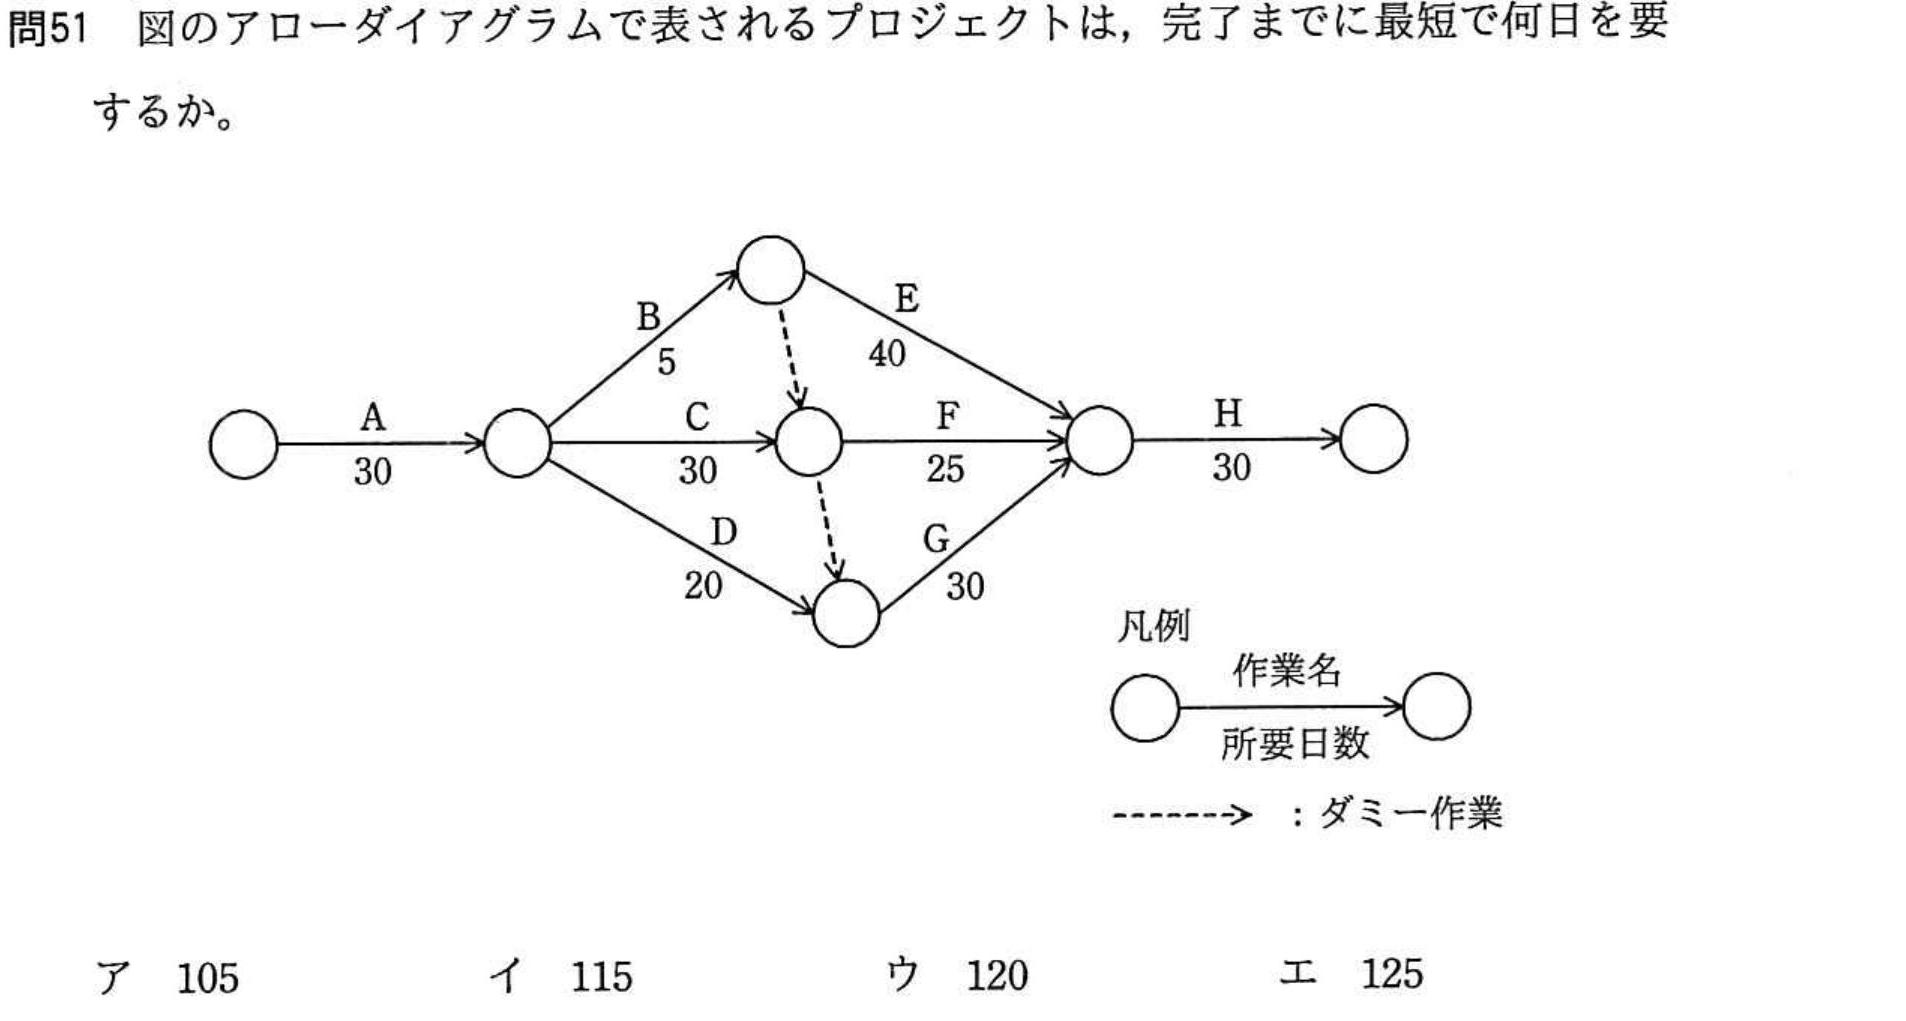 問51　図のアローダイアグラムで表されるプロジェクトは，完了までに最短で何日を要
するか。
B
5
E
40
A
30
C
30
F
25
H
30
D
20
G
30
凡例
作業名
所要日数
：ダミー作業
ア　105　イ　115　ウ　120　エ　125